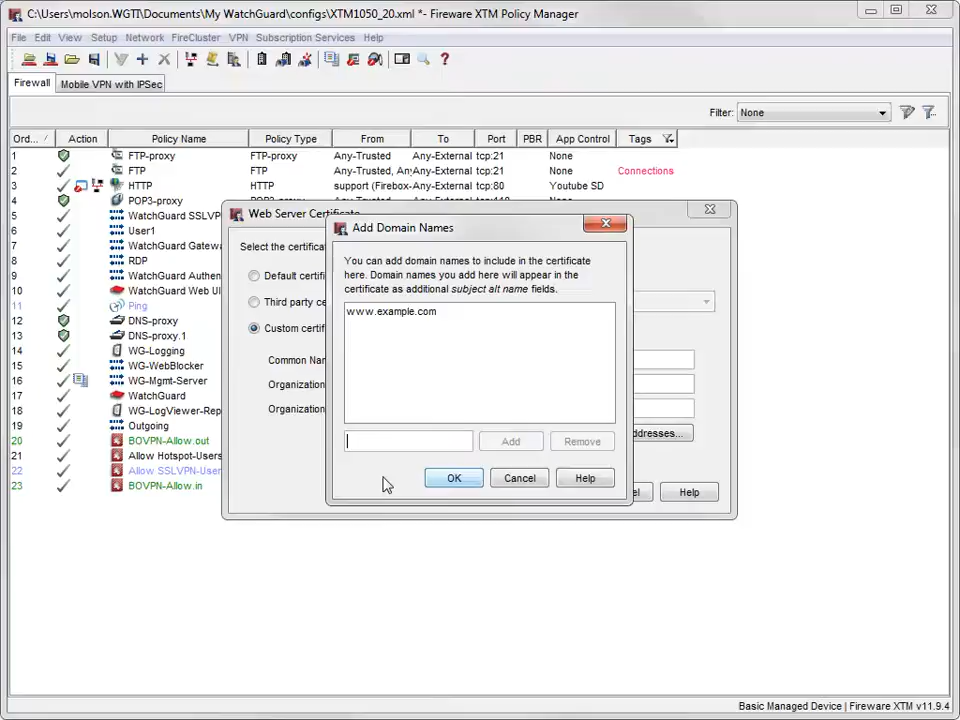 C:\Users\molson.WGTI\Documents\My WatchGuard\configs\XTM1050_20.xml *- Fireware XTM Policy Manager
File Edit View Setup Network FireCluster VPN Subscription Services Help
Firewall Mobile VPN with IPSec
Filter: None
Ord... / Action Policy Name Policy Type From To Port PBR App Control Tags
1 FTP-proxy FTP-proxy Any-Trusted Any-External tcp:21 None
2 FTP FTP Any-Trusted, An Any-External tcp:21 None Connections
3 HTTP HTTP support (Firebox- Any-External tcp:80 Youtube SD
4 POP3-proxy
5 WatchGuard SSLVP
6 User1
7 WatchGuard Gatew
8 RDP
9 WatchGuard Authen
10 WatchGuard Web UI
11 Ping
12 DNS-proxy
13 DNS-proxy.1
14 WG-Logging
15 WG-WebBlocker
16 WG-Mgmt-Server
17 WatchGuard
18 WG-LogViewer-Rep
19 Outgoing
20 BOVPN-Allow.out
21 Allow Hotspot-Users
22 Allow SSLVPN-User
23 BOVPN-Allow.in
Web Server Certificate
Select the certifica
Default certifi
Third party ce
Custom certif
Common Nar
Organization
Organization
ddresses...
el Help
Add Domain Names
You can add domain names to include in the certificate
here. Domain names you add here will appear in the
certificate as additional subject alt name fields.
www.example.com
Add Remove
OK Cancel Help
Basic Managed Device | Fireware XTM v11.9.4